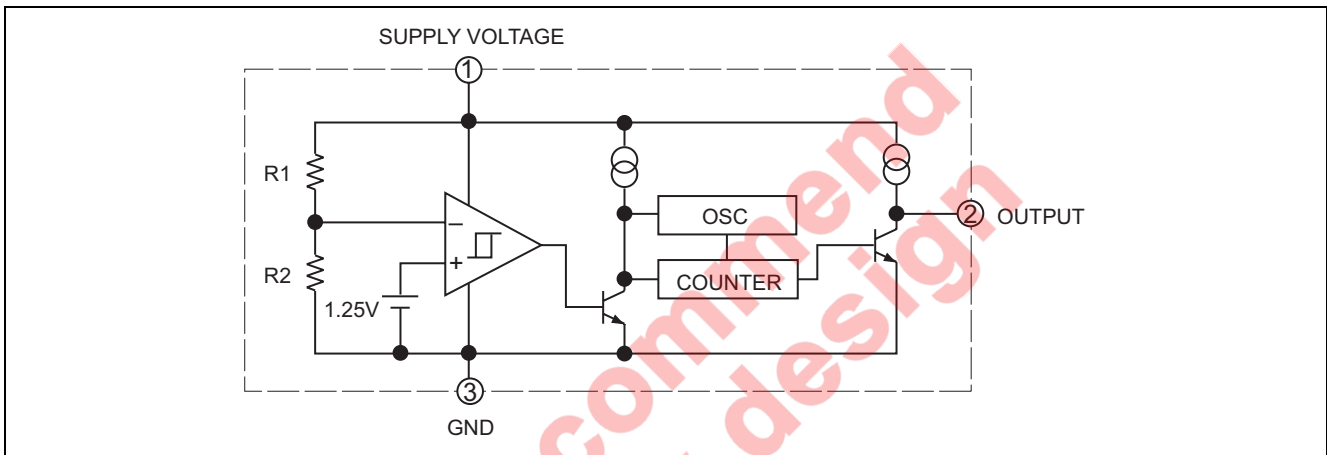 SUPPLY VOLTAGE
1
R1
−
OSC
2 OUTPUT
+
R2
COUNTER
1.25V
3
GND
commend
design